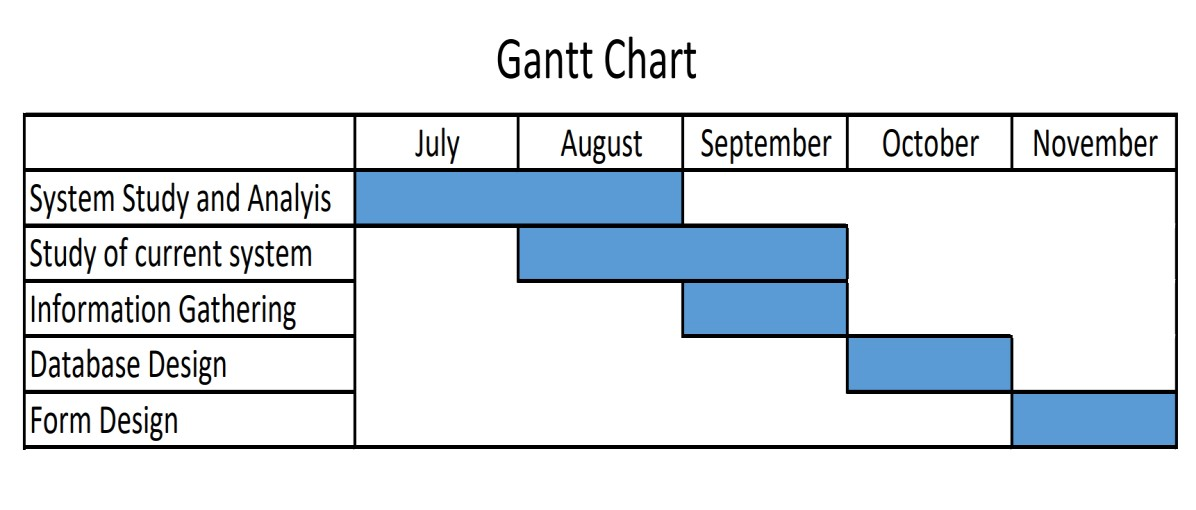 Gantt Chart
July August September October November
System Study and Analyis
Study of current system
Information Gathering
Database Design
Form Design